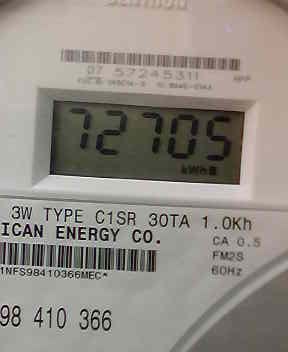 07 57245311 APP
72705
kWh
3W TYPE C1SR 30TA 1.0Kh
ICAN ENERGY CO.
CA 0.5
FM2S
60Hz
1NFS98410366MEC*
98 410 366